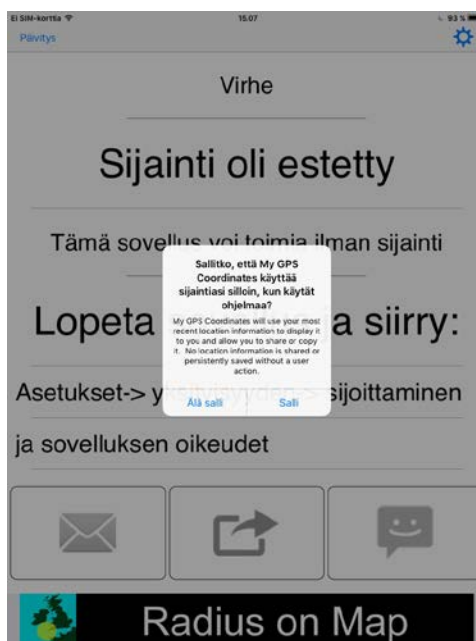 Ei SIM-korttia
15.07
93 %
Päivitys
Virhe
Sijainti oli estetty
Tämä sovellus voi toimia ilman sijainti
Sallitko, että My GPS
Coordinates käyttää
sijaintiasi silloin, kun käytät
ohjelmaa?
My GPS Coordinates will use your most
recent location information to display it
to you and allow you to share or copy
it. No location information is shared or
persistently saved without a user
action.
Älä salli
Salli
Lopeta
ja siirry:
Asetukset-> yksityisyyden-> sijoittaminen
ja sovelluksen oikeudet
Radius on Map